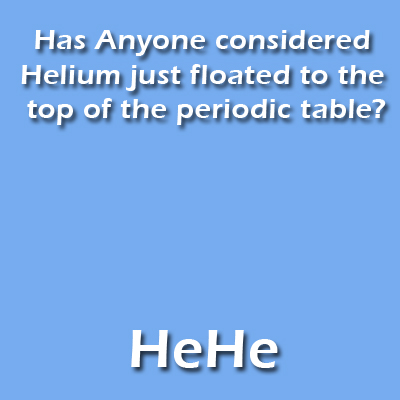 Has Anyone considered
Helium just floated to the
top of the periodic table?
HeHe